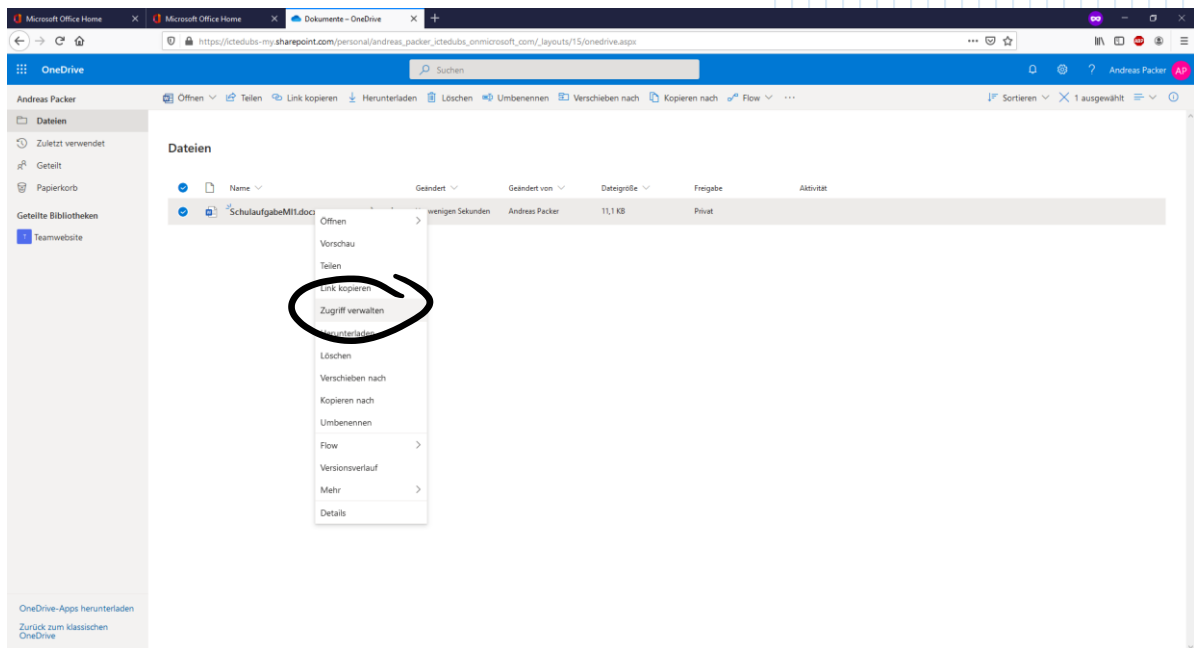 Microsoft Office Home
Microsoft Office Home
Dokumente – OneDrive
https://ictedubs-my.sharepoint.com/personal/andreas_packer_ictedubs_onmicrosoft_com/_layouts/15/onedrive.aspx
OneDrive
Suchen
Andreas Packer
AP
Andreas Packer
Öffnen
Teilen
Link kopieren
Herunterladen
Löschen
Umbenennen
Verschieben nach
Kopieren nach
Flow
Sortieren
1 ausgewählt
Dateien
Zuletzt verwendet
Geteilt
Papierkorb
Geteilte Bibliotheken
T
Teamwebsite
Dateien
Name
Geändert
Geändert von
Dateigröße
Freigabe
Aktivität
SchulaufgabeMI1.docx
wenigen Sekunden
Andreas Packer
11,1 KB
Privat
Öffnen
Vorschau
Teilen
Link kopieren
Zugriff verwalten
Herunterladen
Löschen
Verschieben nach
Kopieren nach
Umbenennen
Flow
Versionsverlauf
Mehr
Details
OneDrive-Apps herunterladen
Zurück zum klassischen
OneDrive